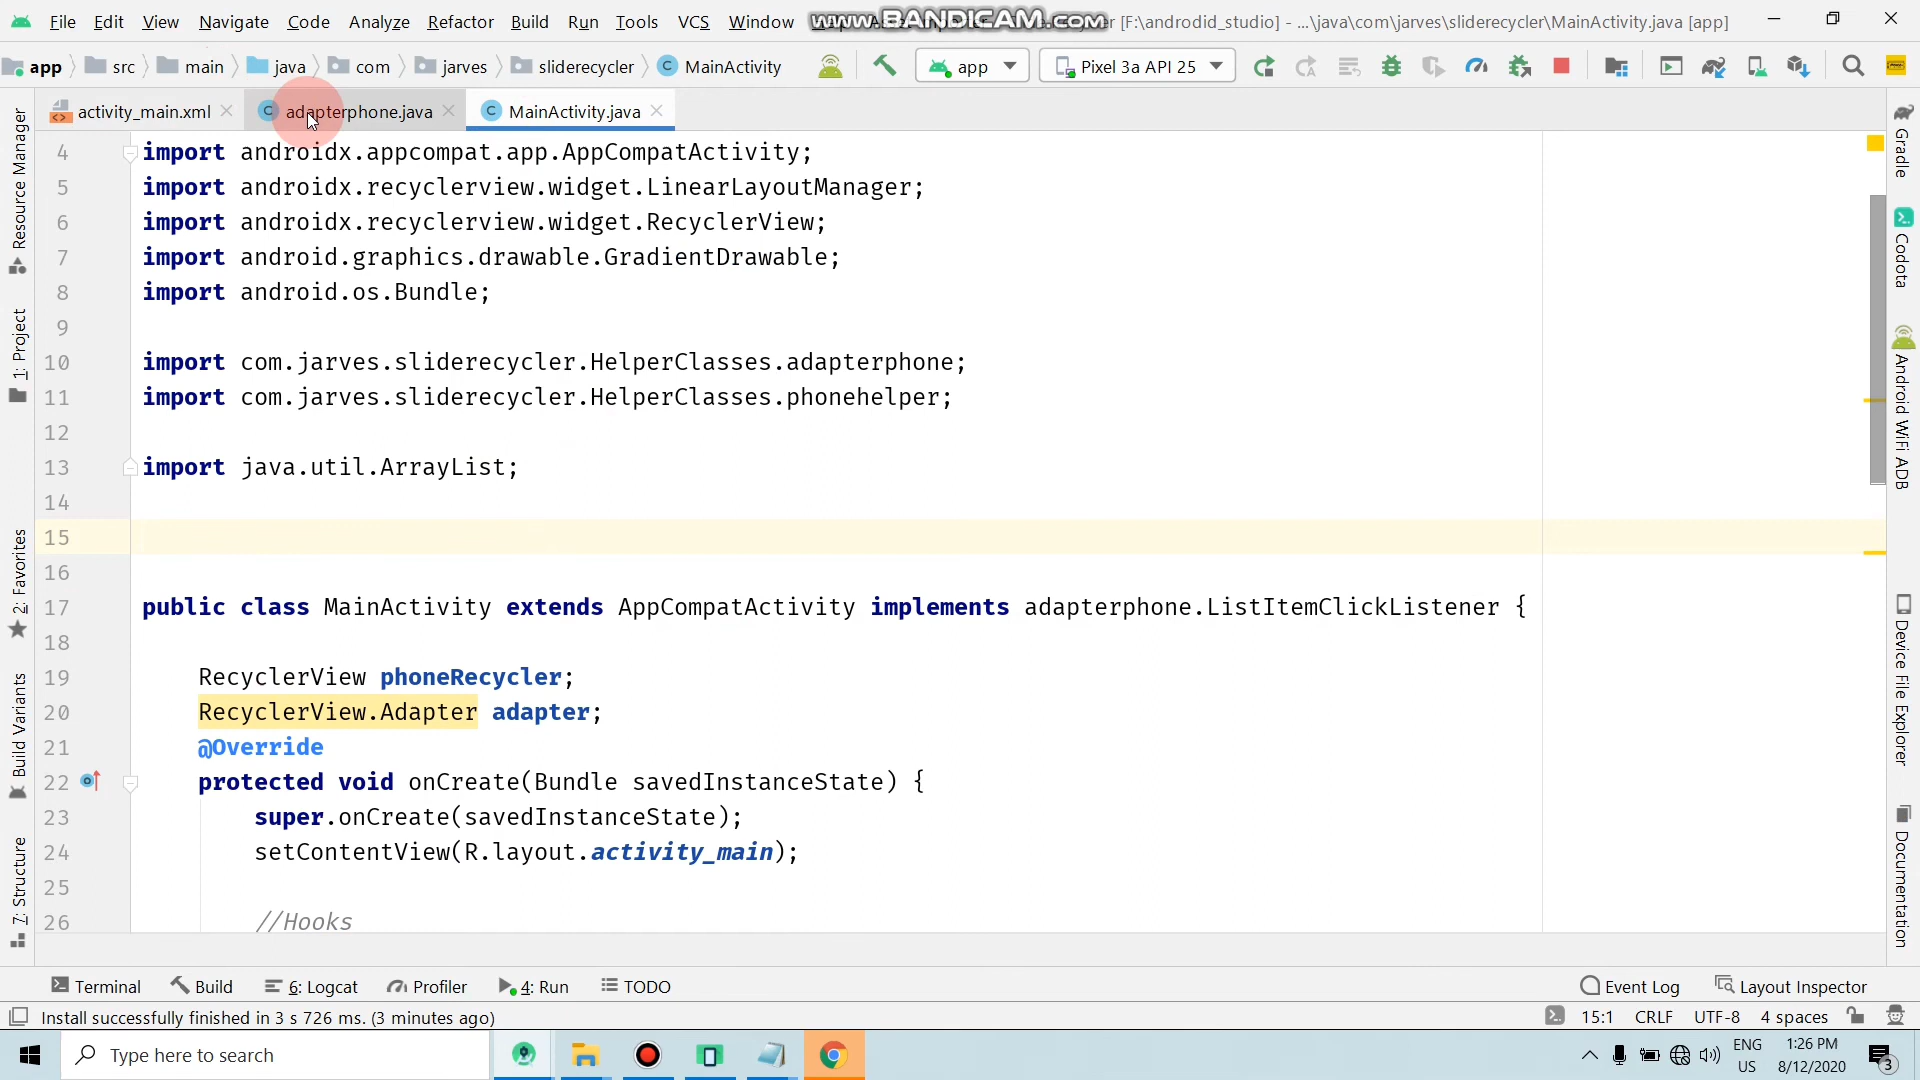 File Edit View Navigate Code Analyze Refactor Build Run Tools VCS Window [F:\androdid_studio] - ...\java\com\jarves\sliderecycler\MainActivity.java [app]
www.BANDICAM.com
app src main java com jarves sliderecycler MainActivity app Pixel 3a API 25
activity_main.xml adapterphone.java MainActivity.java
4 import androidx.appcompat.app.AppCompatActivity;
5 import androidx.recyclerview.widget.LinearLayoutManager;
6 import androidx.recyclerview.widget.RecyclerView;
7 import android.graphics.drawable.GradientDrawable;
8 import android.os.Bundle;
9
10 import com.jarves.sliderecycler.HelperClasses.adapterphone;
11 import com.jarves.sliderecycler.HelperClasses.phonehelper;
12
13 import java.util.ArrayList;
14
15
16
17 public class MainActivity extends AppCompatActivity implements adapterphone.ListItemClickListener {
18
19 RecyclerView phoneRecycler;
20 RecyclerView.Adapter adapter;
21 @Override
22 protected void onCreate(Bundle savedInstanceState) {
23 super.onCreate(savedInstanceState);
24 setContentView(R.layout.activity_main);
25
26 //Hooks
Resource Manager
1: Project
2: Favorites
Build Variants
7: Structure
Gradle
Codota
Android WiFi ADB
Device File Explorer
Documentation
Terminal Build 6: Logcat Profiler 4: Run TODO Event Log Layout Inspector
Install successfully finished in 3 s 726 ms. (3 minutes ago) 15:1 CRLF UTF-8 4 spaces
Type here to search
ENG
US
1:26 PM
8/12/2020
3